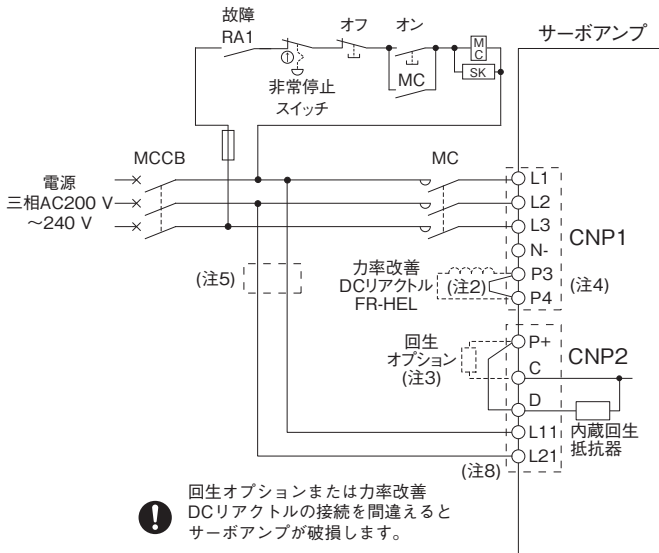 故障
RA1
オフ
オン
サーボアンプ
M
C
SK
MC
①
非常停止
スイッチ
MCCB
MC
電源
三相AC200 V
～240 V
L1
L2
L3
N-
P3
P4
CNP1
(注4)
(注5)
力率改善
DCリアクトル
FR-HEL
(注2)
回生
オプション
(注3)
P+
C
D
L11
L21
CNP2
内蔵回生
抵抗器
(注8)
回生オプションまたは力率改善
DCリアクトルの接続を間違えると
サーボアンプが破損します。